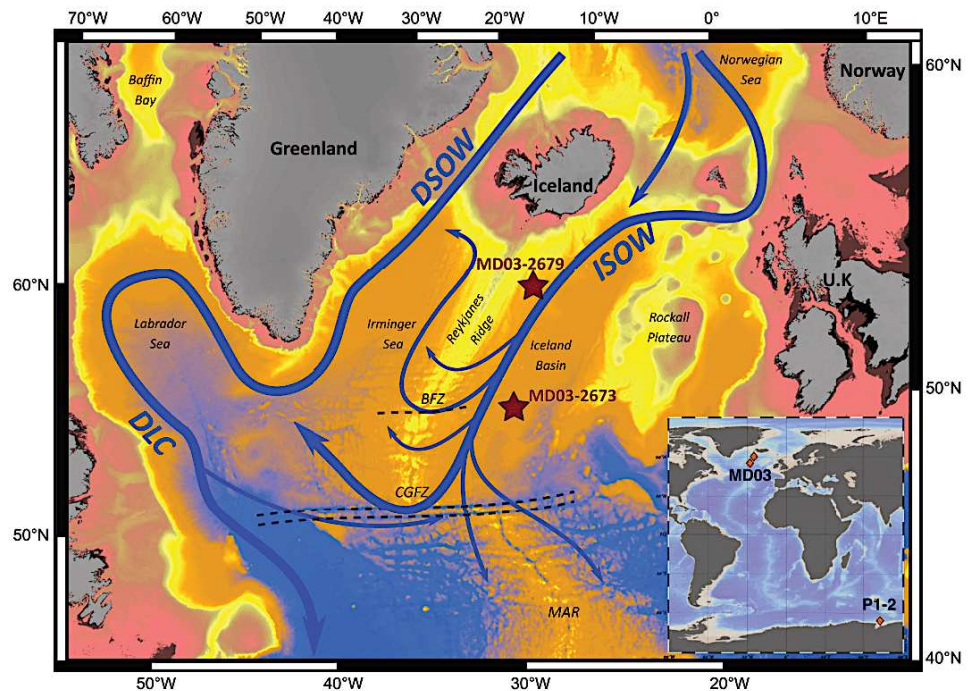 70°W 60°W 50°W 40°W 30°W 20°W 10°W 0° 10°E
Baffin
Bay
Norwegian
Sea
Norway
60°N
Greenland
DSOW
Iceland
ISOW
MD03-2679
60°N
U.K
Labrador
Sea
Irminger
Sea
Reykjanes
Ridge
Iceland
Basin
Rockall
Plateau
BFZ
MD03-2673
50°N
DLC
CGFZ
MD03
50°N
MAR
P1-2
40°N
50°W 40°W 30°W 20°W